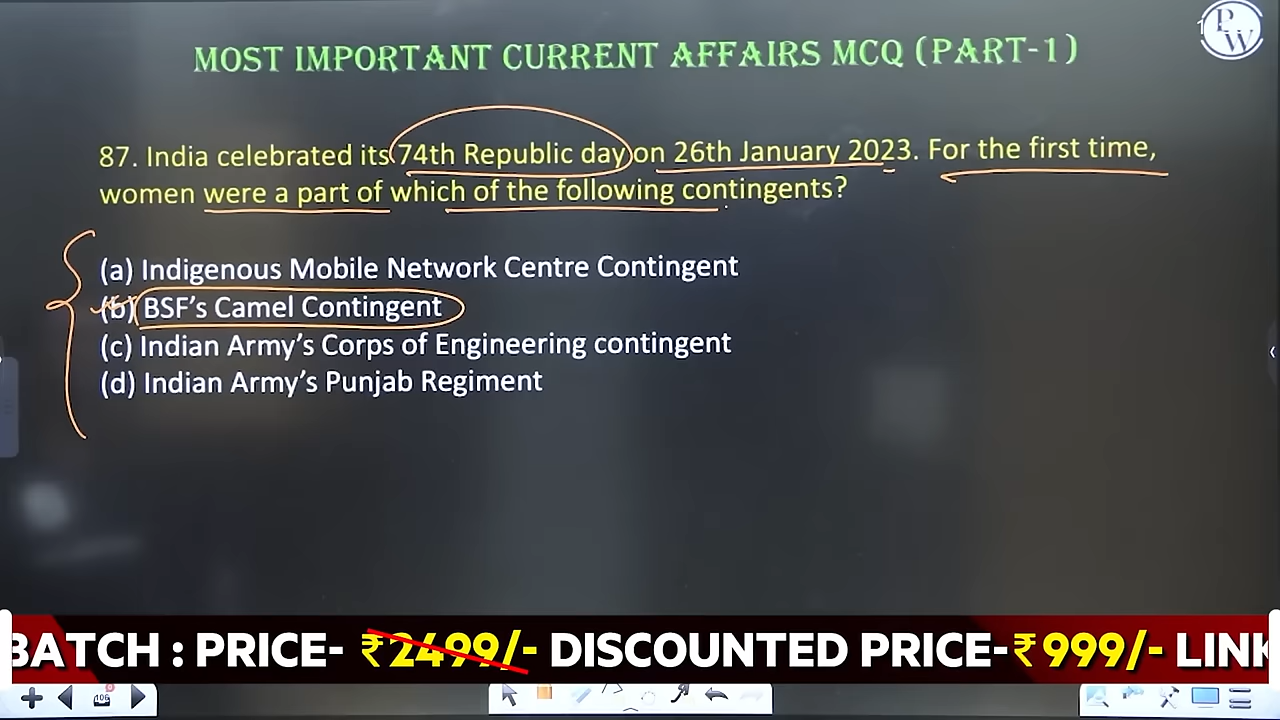 PW
MOST IMPORTANT CURRENT AFFAIRS MCQ (PART-1)
87. India celebrated its 74th Republic day on 26th January 2023. For the first time,
women were a part of which of the following contingents?
(a) Indigenous Mobile Network Centre Contingent
(b) BSF's Camel Contingent
(c) Indian Army's Corps of Engineering contingent
(d) Indian Army's Punjab Regiment
BATCH : PRICE- ₹2499/- DISCOUNTED PRICE-₹999/- LINK
106